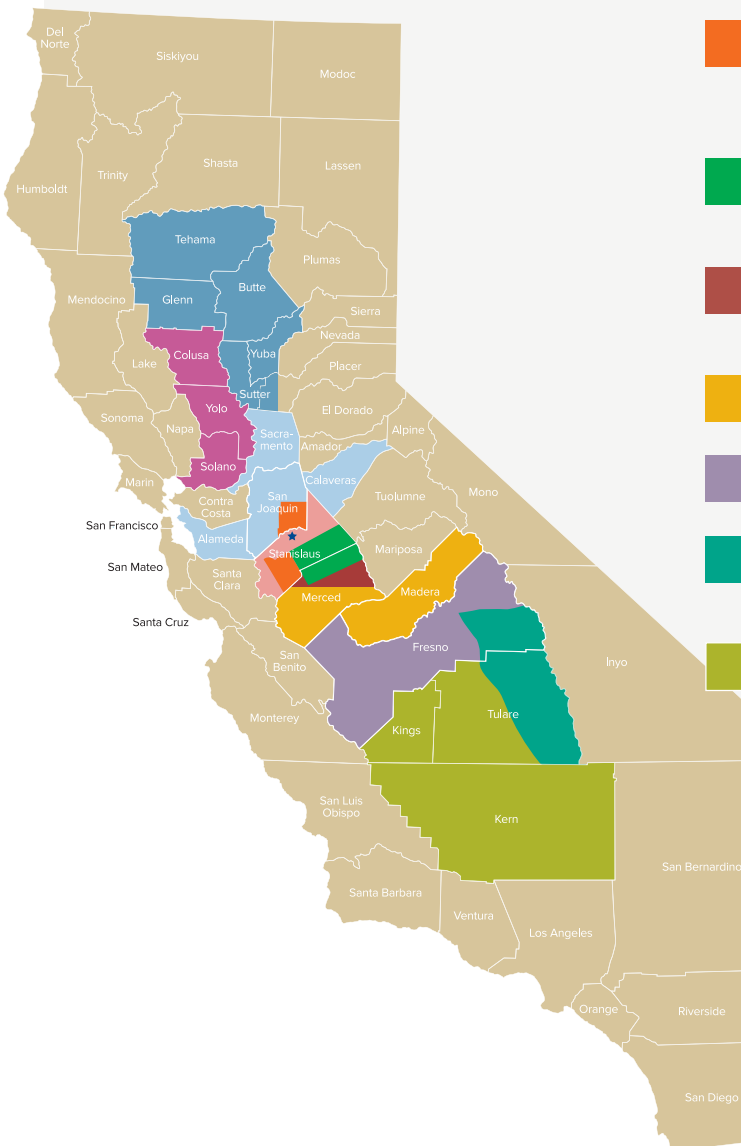 Del
Norte
Siskiyou
Modoc
Humboldt
Trinity
Shasta
Lassen
Tehama
Plumas
Mendocino
Glenn
Butte
Sierra
Nevada
Lake
Colusa
Yuba
Placer
Sutter
Sonoma
Napa
Yolo
El Dorado
Sacra-
mento
Amador
Alpine
Marin
Solano
Calaveras
Mono
Contra
Costa
San
Joaquin
Tuolumne
San Francisco
Alameda
Stanislaus
Mariposa
San Mateo
Santa
Clara
Merced
Madera
Santa Cruz
San
Benito
Fresno
Inyo
Monterey
Kings
Tulare
San Luis
Obispo
Kern
San Bernardino
Santa Barbara
Ventura
Los Angeles
Orange
Riverside
San Diego